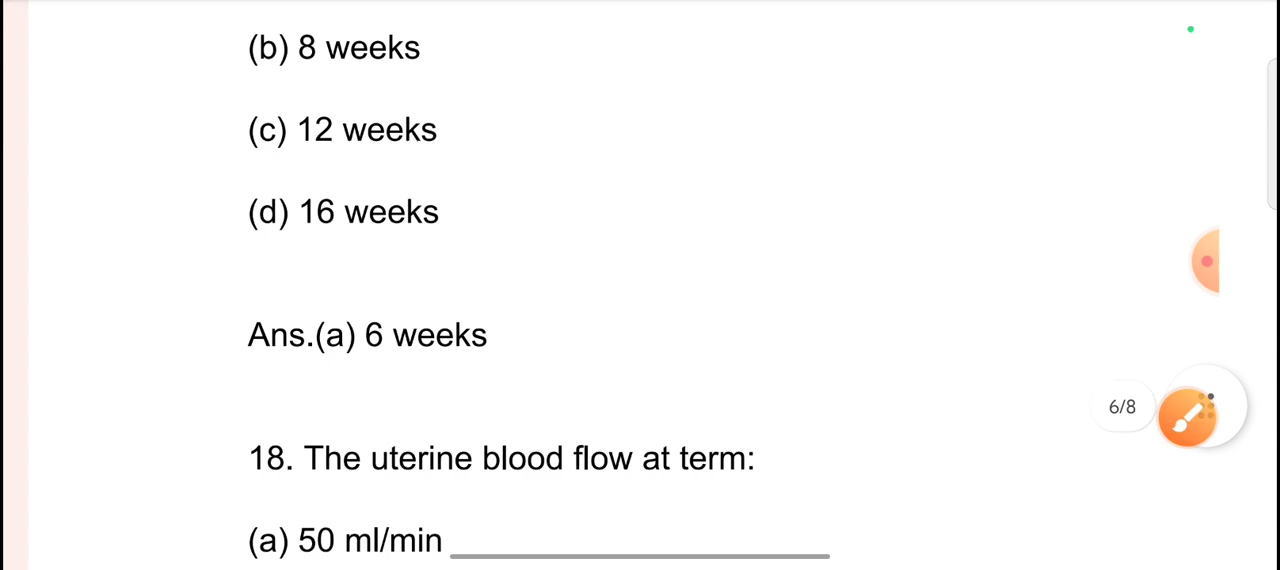 (b) 8 weeks
(c) 12 weeks
(d) 16 weeks
Ans.(a) 6 weeks
6/8
18. The uterine blood flow at term:
(a) 50 ml/min